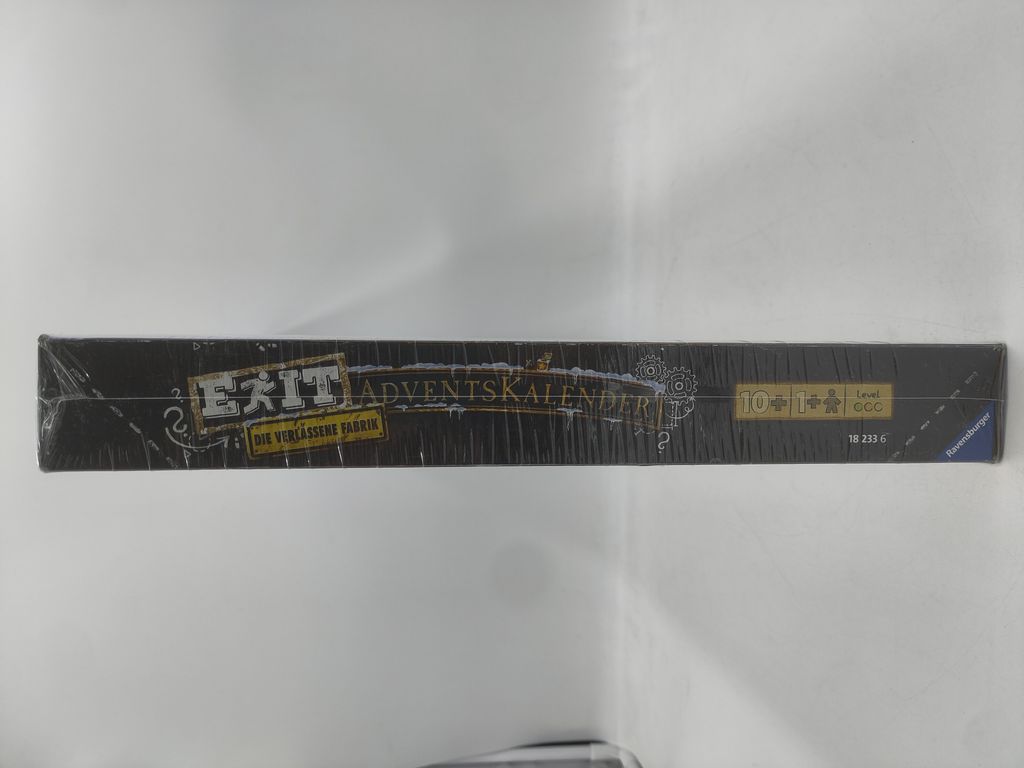 EXIT
ADVENTSKALENDER
DIE VERLASSENE FABRIK
10+ 1+ Level
18 233 6
Ravensburger